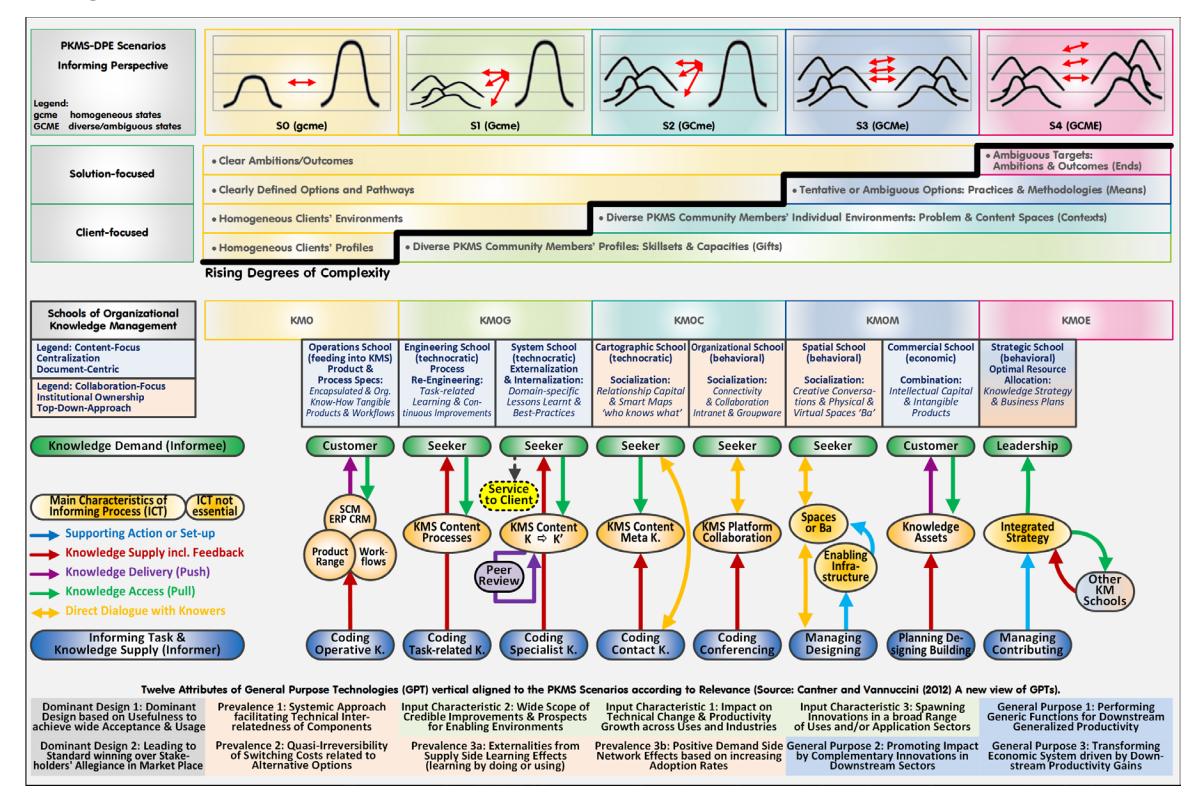 PKMS-DPE Scenarios
Informing Perspective
Legend:
gcme homogeneous states
GCME diverse/ambiguous states
S0 (gcme)
S1 (Gcme)
S2 (GCme)
S3 (GCMe)
S4 (GCME)
Solution-focused
Client-focused
• Clear Ambitions/Outcomes
• Ambiguous Targets:
Ambitions & Outcomes (Ends)
• Clearly Defined Options and Pathways
• Tentative or Ambiguous Options: Practices & Methodologies (Means)
• Homogeneous Clients' Environments
• Diverse PKMS Community Members' Individual Environments: Problem & Content Spaces (Contexts)
• Homogeneous Clients' Profiles
• Diverse PKMS Community Members' Profiles: Skillsets & Capacities (Gifts)
Rising Degrees of Complexity
Schools of Organizational
Knowledge Management
KMO
KMOG
KMOC
KMOM
KMOE
Legend: Content-Focus
Centralization
Document-Centric
Legend: Collaboration-Focus
Institutional Ownership
Top-Down-Approach
Operations School
(feeding into KMS)
Product &
Process Specs:
Encapsulated & Org.
Know-How Tangible
Products & Workflows
Engineering School
(technocratic)
Process
Re-Engineering:
Task-related
Learning & Con-
tinuous Improvements
System School
(technocratic)
Externalization
& Internalization:
Domain-specific
Lessons Learnt &
Best-Practices
Cartographic School
(technocratic)
Socialization:
Relationship Capital
& Smart Maps
'who knows what'
Organizational School
(behavioral)
Socialization:
Connectivity
& Collaboration
Intranet & Groupware
Spatial School
(behavioral)
Socialization:
Creative Conversa-
tions & Physical &
Virtual Spaces 'Ba'
Commercial School
(economic)
Combination:
Intellectual Capital
& Intangible
Products
Strategic School
(behavioral)
Optimal Resource
Allocation:
Knowledge Strategy
& Business Plans
Knowledge Demand (Informee)
Customer
Seeker
Seeker
Seeker
Seeker
Seeker
Customer
Leadership
Main Characteristics of
Informing Process (ICT)
ICT not
essential
Supporting Action or Set-up
Knowledge Supply incl. Feedback
Knowledge Delivery (Push)
Knowledge Access (Pull)
Direct Dialogue with Knowers
SCM
ERP CRM
Product
Range
Work-
flows
KMS Content
Processes
Service
to Client
KMS Content
K ⇨ K'
Peer
Review
KMS Content
Meta K.
KMS Platform
Collaboration
Spaces
or Ba
Enabling
Infra-
structure
Knowledge
Assets
Integrated
Strategy
Other
KM
Schools
Informing Task &
Knowledge Supply (Informer)
Coding
Operative K.
Coding
Task-related K.
Coding
Specialist K.
Coding
Contact K.
Coding
Conferencing
Managing
Designing
Planning De-
signing Building
Managing
Contributing
Twelve Attributes of General Purpose Technologies (GPT) vertical aligned to the PKMS Scenarios according to Relevance (Source: Cantner and Vannuccini (2012) A new view of GPTs).
Dominant Design 1: Dominant
Design based on Usefulness to
achieve wide Acceptance & Usage
Prevalence 1: Systemic Approach
facilitating Technical Inter-
relatedness of Components
Input Characteristic 2: Wide Scope of
Credible Improvements & Prospects
for Enabling Environments
Input Characteristic 1: Impact on
Technical Change & Productivity
Growth across Uses and Industries
Input Characteristic 3: Spawning
Innovations in a broad Range
of Uses and/or Application Sectors
General Purpose 1: Performing
Generic Functions for Downstream
Generalized Productivity
Dominant Design 2: Leading to
Standard winning over Stake-
holders' Allegiance in Market Place
Prevalence 2: Quasi-Irreversibility
of Switching Costs related to
Alternative Options
Prevalence 3a: Externalities from
Supply Side Learning Effects
(learning by doing or using)
Prevalence 3b: Positive Demand Side
Network Effects based on increasing
Adoption Rates
General Purpose 2: Promoting Impact
by Complementary Innovations in
Downstream Sectors
General Purpose 3: Transforming
Economic System driven by Down-
stream Productivity Gains